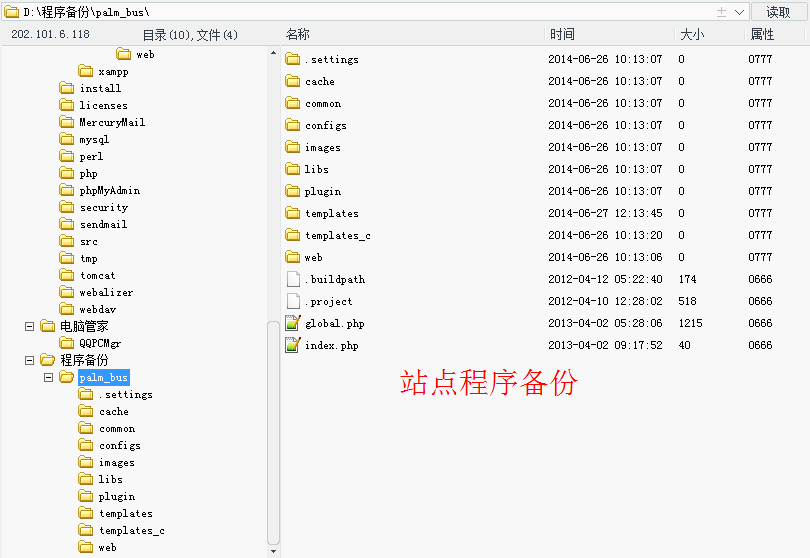 D:\程序备份\palm_bus\ 读取
202.101.6.118 目录(10),文件(4) 名称 时间 大小 属性
web
xampp
install
licenses
MercuryMail
mysql
perl
php
phpMyAdmin
security
sendmail
src
tmp
tomcat
webalizer
webdav
电脑管家
QQPCMgr
程序备份
palm_bus
.settings
cache
common
configs
images
libs
plugin
templates
templates_c
web
.settings 2014-06-26 10:13:07 0 0777
cache 2014-06-26 10:13:07 0 0777
common 2014-06-26 10:13:07 0 0777
configs 2014-06-26 10:13:07 0 0777
images 2014-06-26 10:13:07 0 0777
libs 2014-06-26 10:13:07 0 0777
plugin 2014-06-26 10:13:07 0 0777
templates 2014-06-27 12:13:45 0 0777
templates_c 2014-06-26 10:13:20 0 0777
web 2014-06-26 10:13:06 0 0777
.buildpath 2012-04-12 05:22:40 174 0666
.project 2012-04-10 12:28:02 518 0666
global.php 2013-04-02 05:28:06 1215 0666
index.php 2013-04-02 09:17:52 40 0666
站点程序备份